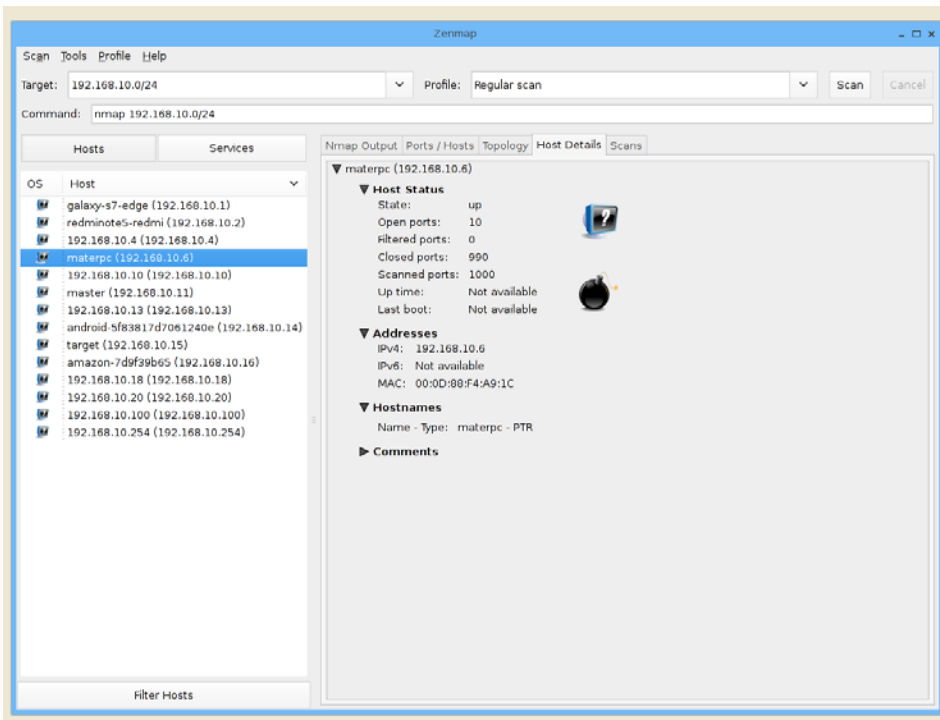 Zenmap
Scan Tools Profile Help
Target: 192.168.10.0/24 Profile: Regular scan Scan Cancel
Command: nmap 192.168.10.0/24
Hosts Services
OS Host
galaxy-s7-edge (192.168.10.1)
redminote5-redmi (192.168.10.2)
192.168.10.4 (192.168.10.4)
materpc (192.168.10.6)
192.168.10.10 (192.168.10.10)
master (192.168.10.11)
192.168.10.13 (192.168.10.13)
android-5f83817d7061240e (192.168.10.14)
target (192.168.10.15)
amazon-7d9f39b65 (192.168.10.16)
192.168.10.18 (192.168.10.18)
192.168.10.20 (192.168.10.20)
192.168.10.100 (192.168.10.100)
192.168.10.254 (192.168.10.254)
Filter Hosts
Nmap Output Ports / Hosts Topology Host Details Scans
materpc (192.168.10.6)
Host Status
State: up
Open ports: 10
Filtered ports: 0
Closed ports: 990
Scanned ports: 1000
Up time: Not available
Last boot: Not available
Addresses
IPv4: 192.168.10.6
IPv6: Not available
MAC: 00:0D:88:F4:A9:1C
Hostnames
Name - Type: materpc - PTR
Comments